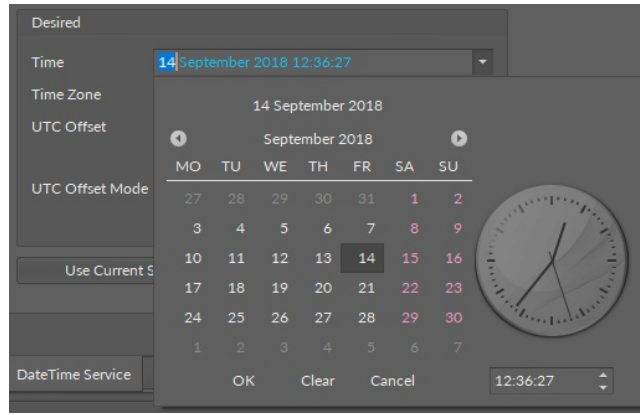 Desired
Time
14 September 2018 12:36:27
Time Zone
UTC Offset
UTC Offset Mode
Use Current S
DateTime Service
14 September 2018
September 2018
MO TU WE TH FR SA SU
27 28 29 30 31 1 2
3 4 5 6 7 8 9
10 11 12 13 14 15 16
17 18 19 20 21 22 23
24 25 26 27 28 29 30
1 2 3 4 5 6 7
OK Clear Cancel
12:36:27